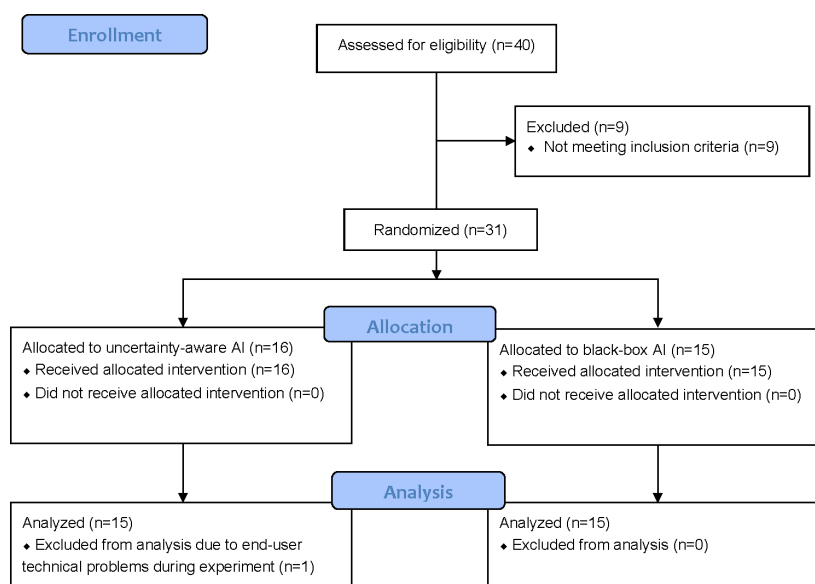 Enrollment
Assessed for eligibility (n=40)
Excluded (n=9)
⬥ Not meeting inclusion criteria (n=9)
Randomized (n=31)
Allocation
Allocated to uncertainty-aware AI (n=16)
⬥ Received allocated intervention (n=16)
⬥ Did not receive allocated intervention (n=0)
Allocated to black-box AI (n=15)
⬥ Received allocated intervention (n=15)
⬥ Did not receive allocated intervention (n=0)
Analysis
Analyzed (n=15)
⬥ Excluded from analysis due to end-user
technical problems during experiment (n=1)
Analyzed (n=15)
⬥ Excluded from analysis (n=0)